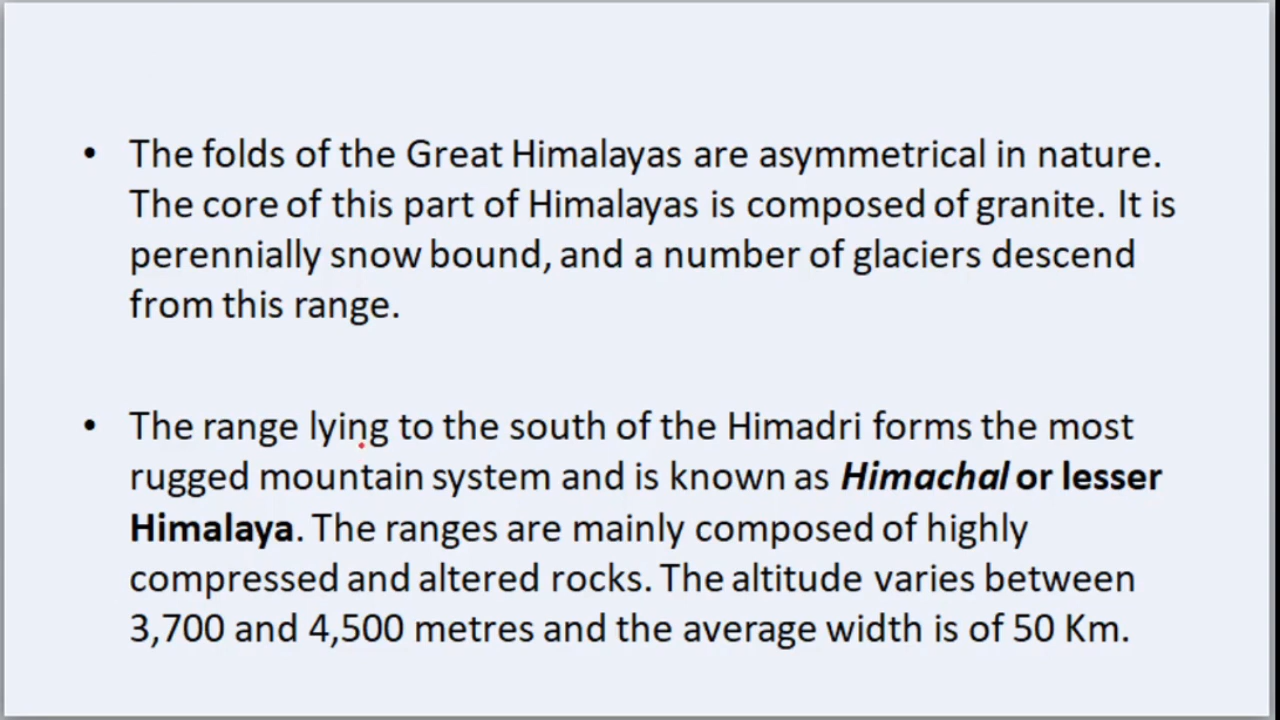 • The folds of the Great Himalayas are asymmetrical in nature.
The core of this part of Himalayas is composed of granite. It is
perennially snow bound, and a number of glaciers descend
from this range.
• The range lying to the south of the Himadri forms the most
rugged mountain system and is known as Himachal or lesser
Himalaya. The ranges are mainly composed of highly
compressed and altered rocks. The altitude varies between
3,700 and 4,500 metres and the average width is of 50 Km.